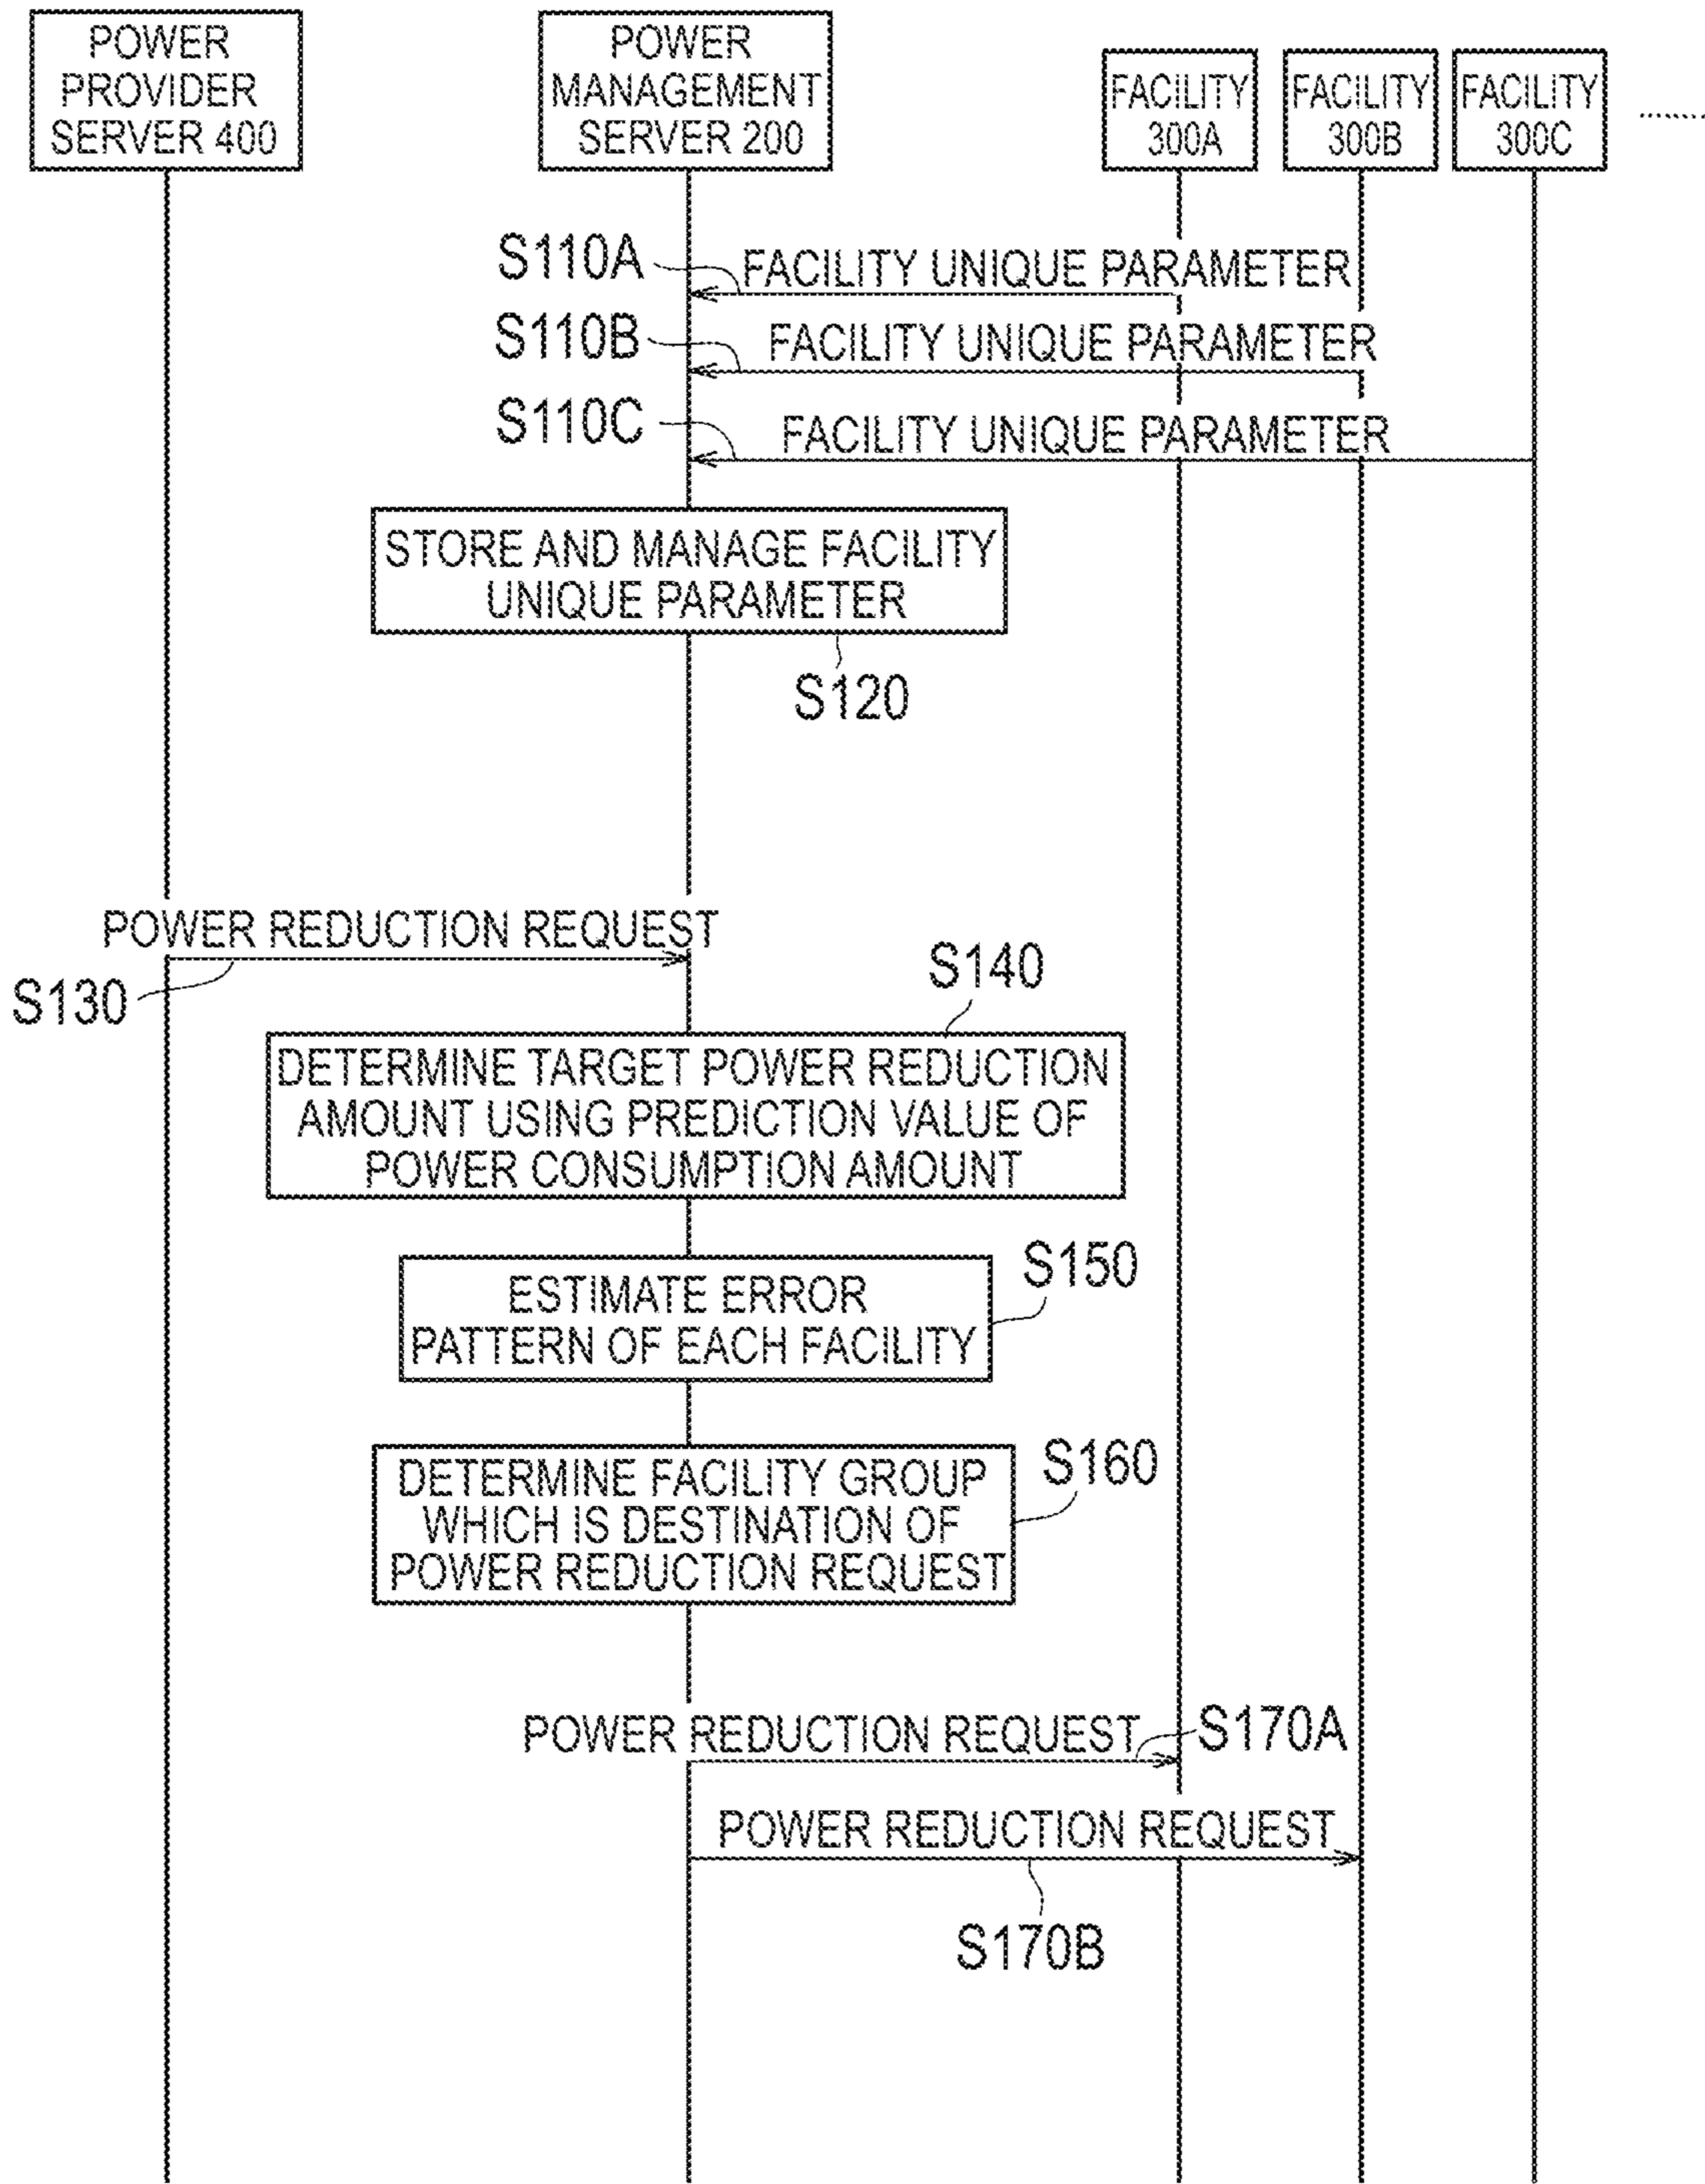 POWER
PROVIDER
SERVER 400
POWER
MANAGEMENT
SERVER 200
FACILITY
300A
FACILITY
300B
FACILITY
300C
S110A
FACILITY UNIQUE PARAMETER
S110B
FACILITY UNIQUE PARAMETER
S110C
FACILITY UNIQUE PARAMETER
STORE AND MANAGE FACILITY
UNIQUE PARAMETER
S120
POWER REDUCTION REQUEST
S130
S140
DETERMINE TARGET POWER REDUCTION
AMOUNT USING PREDICTION VALUE OF
POWER CONSUMPTION AMOUNT
S150
ESTIMATE ERROR
PATTERN OF EACH FACILITY
S160
DETERMINE FACILITY GROUP
WHICH IS DESTINATION OF
POWER REDUCTION REQUEST
POWER REDUCTION REQUEST
S170A
POWER REDUCTION REQUEST
S170B